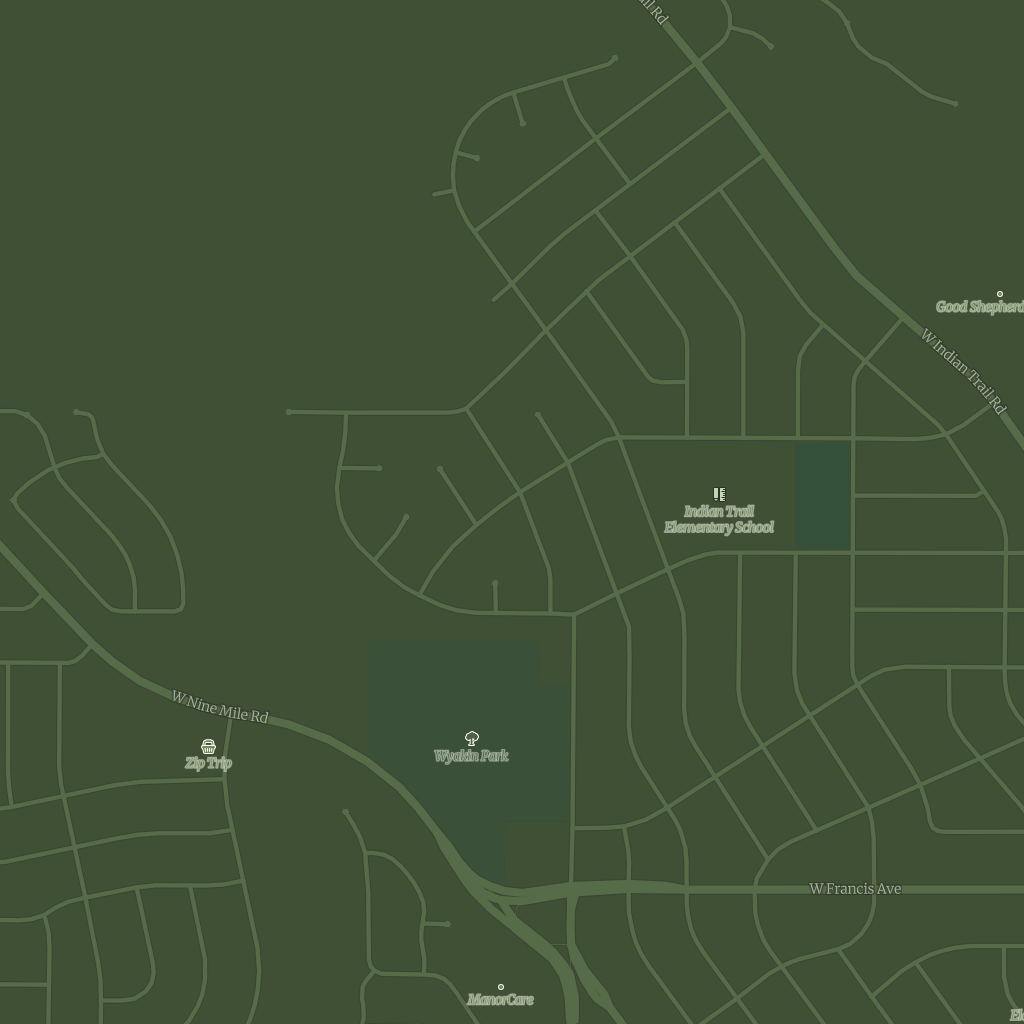 Good Shepherd
W Indian Trail Rd
Indian Trail
Elementary School
W Nine Mile Rd
Zip Trip
Wyakin Park
W Francis Ave
ManorCare